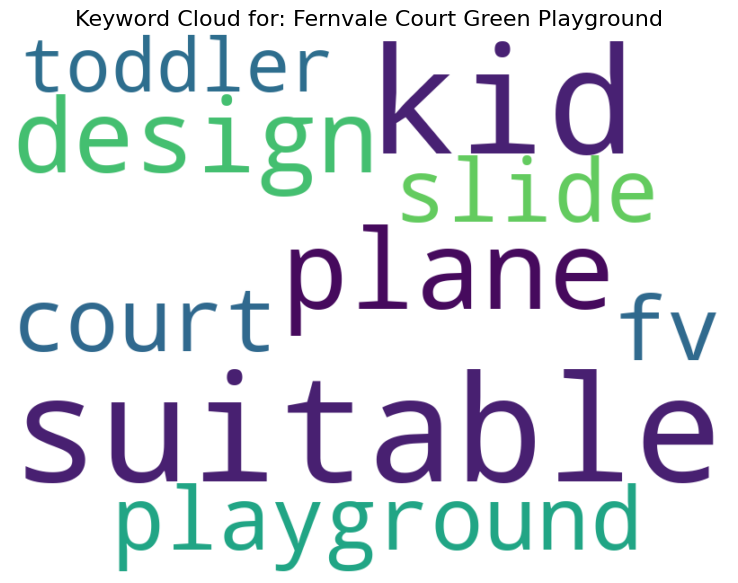 Keyword Cloud for: Fernvale Court Green Playground
toddler
kid
design
slide
plane
court
fv
suitable
playground